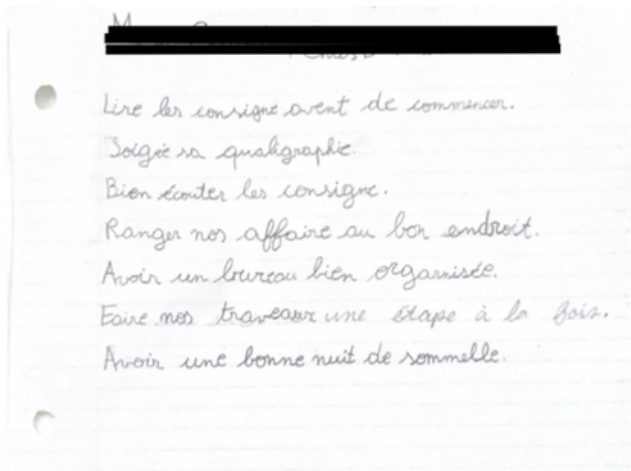 Lire les consigne avent de commencer.
Soigée sa qualigraphie.
Bien écouter les consigne.
Ranger nos affaire au bon endroit.
Avoir un bureau bien organisée.
Faire nos traveaur une étape à la fois.
Avoir une bonne nuit de sommelle.